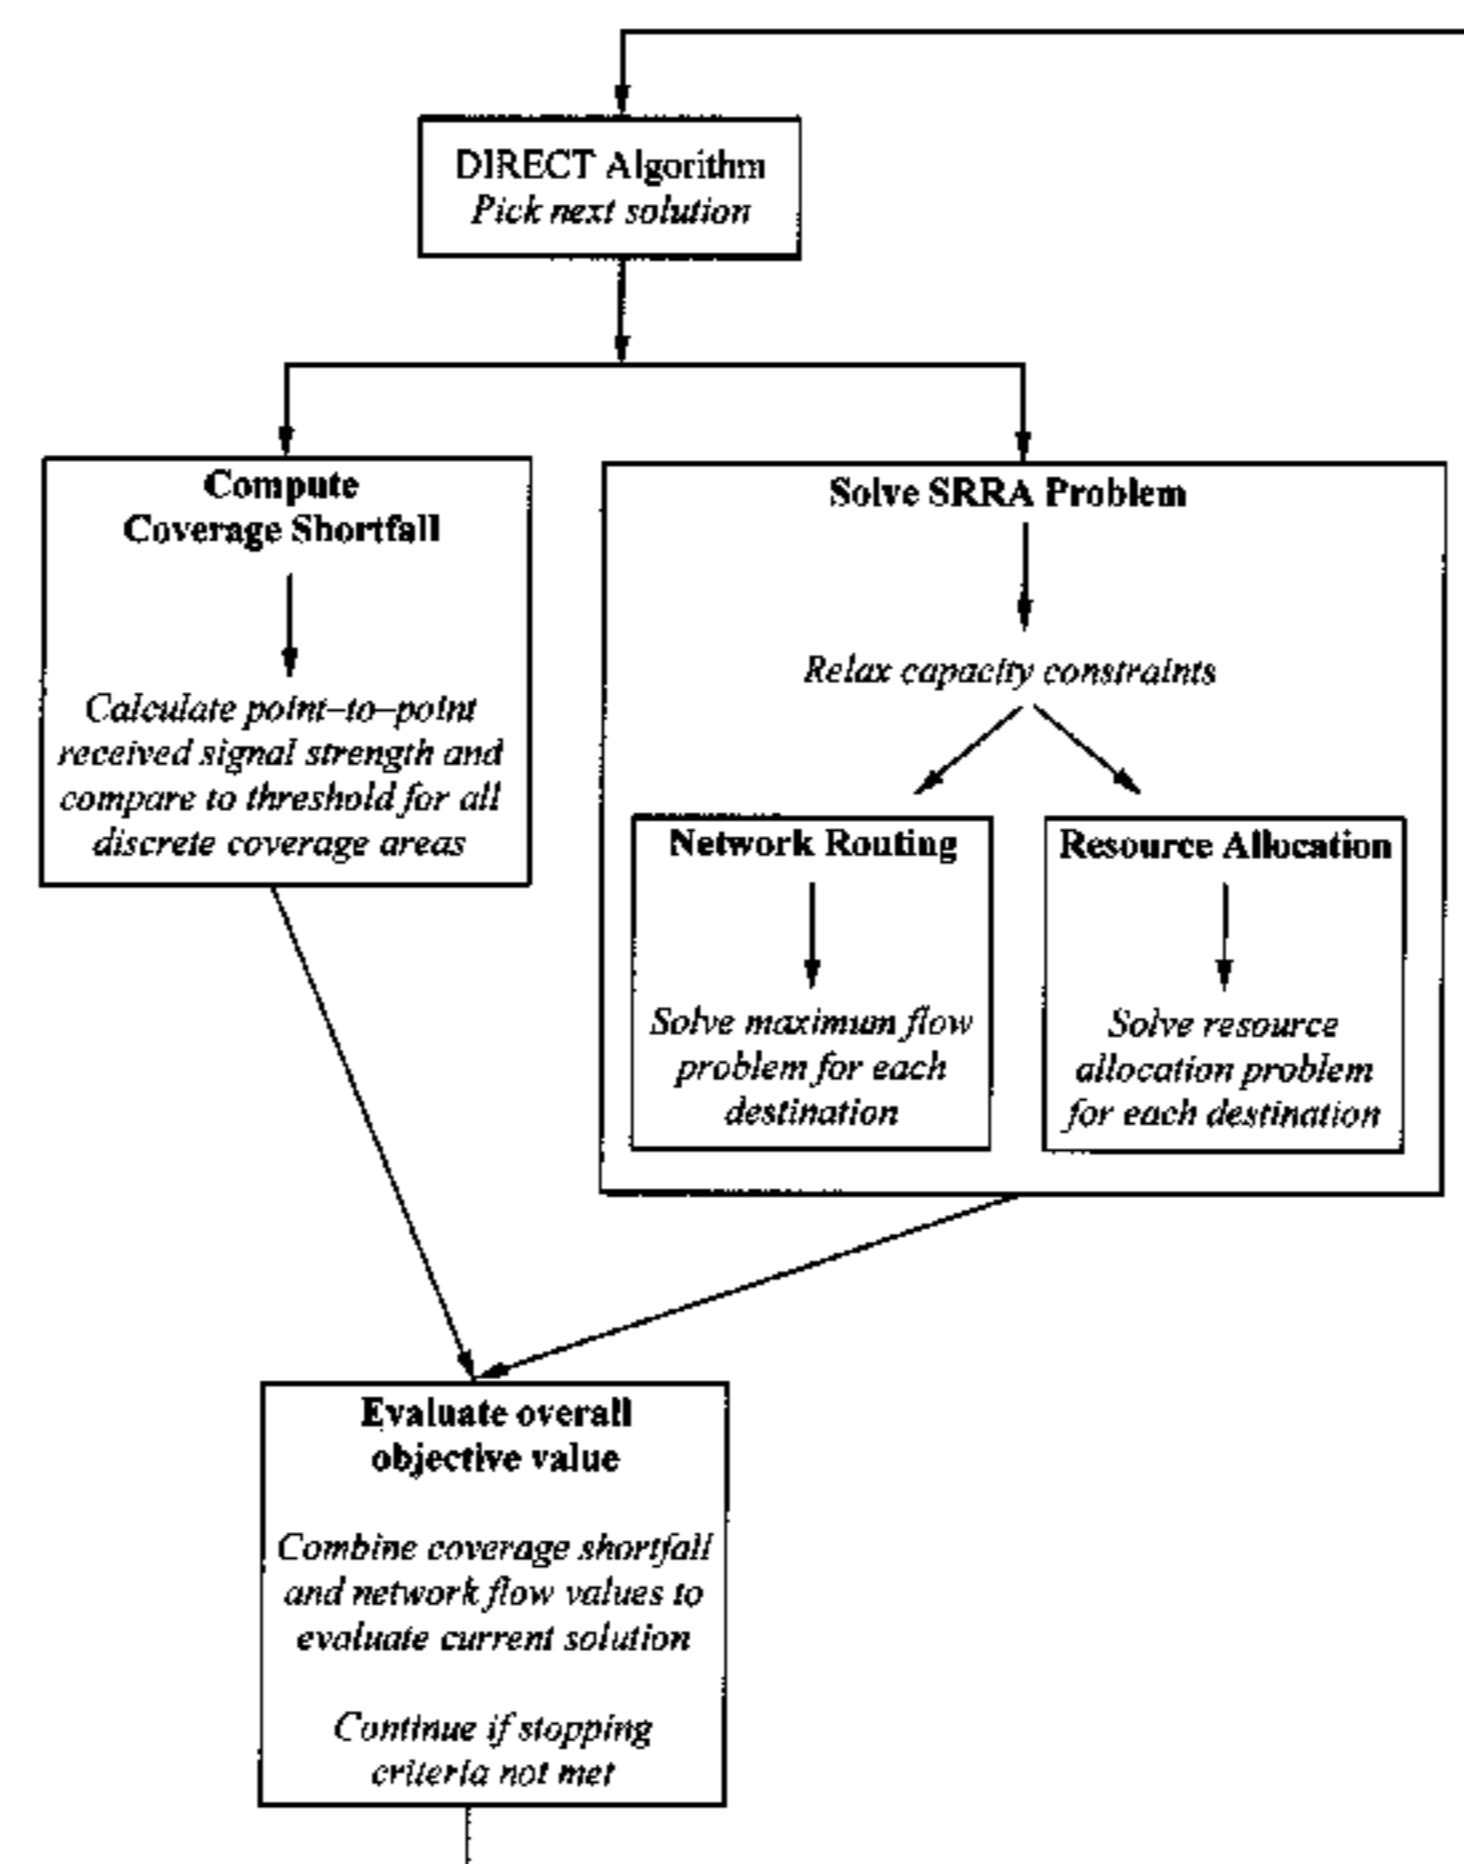 DIRECT Algorithm
Pick next solution
Compute
Coverage Shortfall
Calculate point-to-point
received signal strength and
compare to threshold for all
discrete coverage areas
Solve SRRA Problem
Relax capacity constraints
Network Routing
Solve maximum flow
problem for each
destination
Resource Allocation
Solve resource
allocation problem
for each destination
Evaluate overall
objective value
Combine coverage shortfall
and network flow values to
evaluate current solution
Continue if stopping
criteria not met